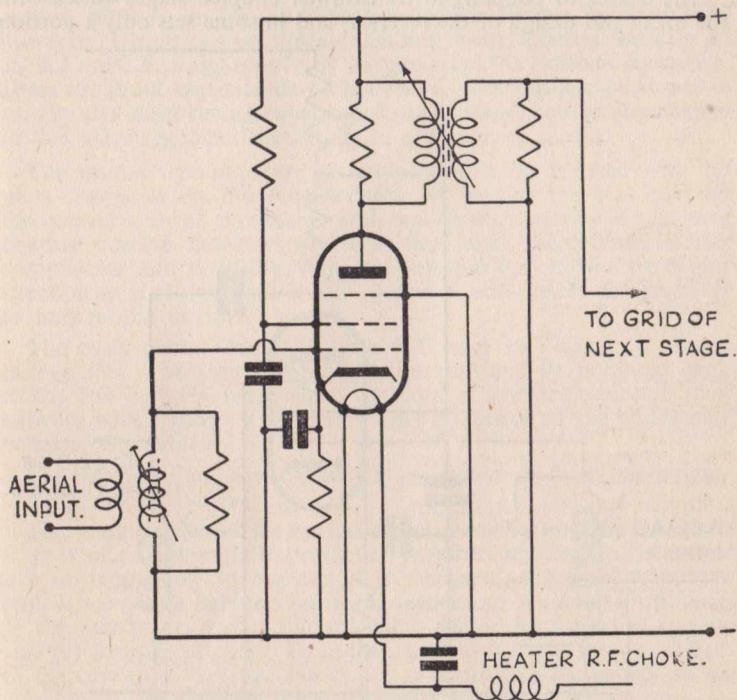 +
TO GRID OF
NEXT STAGE.
AERIAL
INPUT.
-
HEATER R.F. CHOKE.